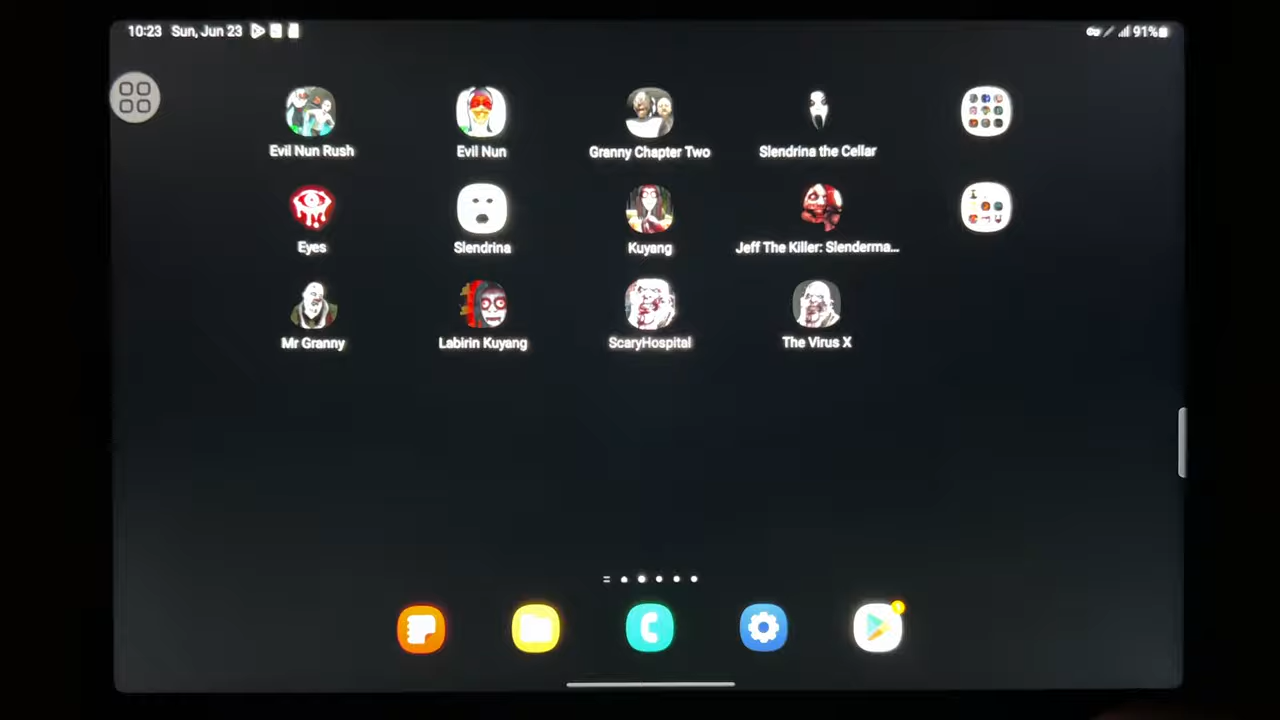 10:23 Sun, Jun 23 91%
Evil Nun Rush Evil Nun Granny Chapter Two Slendrina the Cellar
Eyes Slendrina Kuyang Jeff The Killer: Slenderma...
Mr Granny Labirin Kuyang ScaryHospital The Virus X